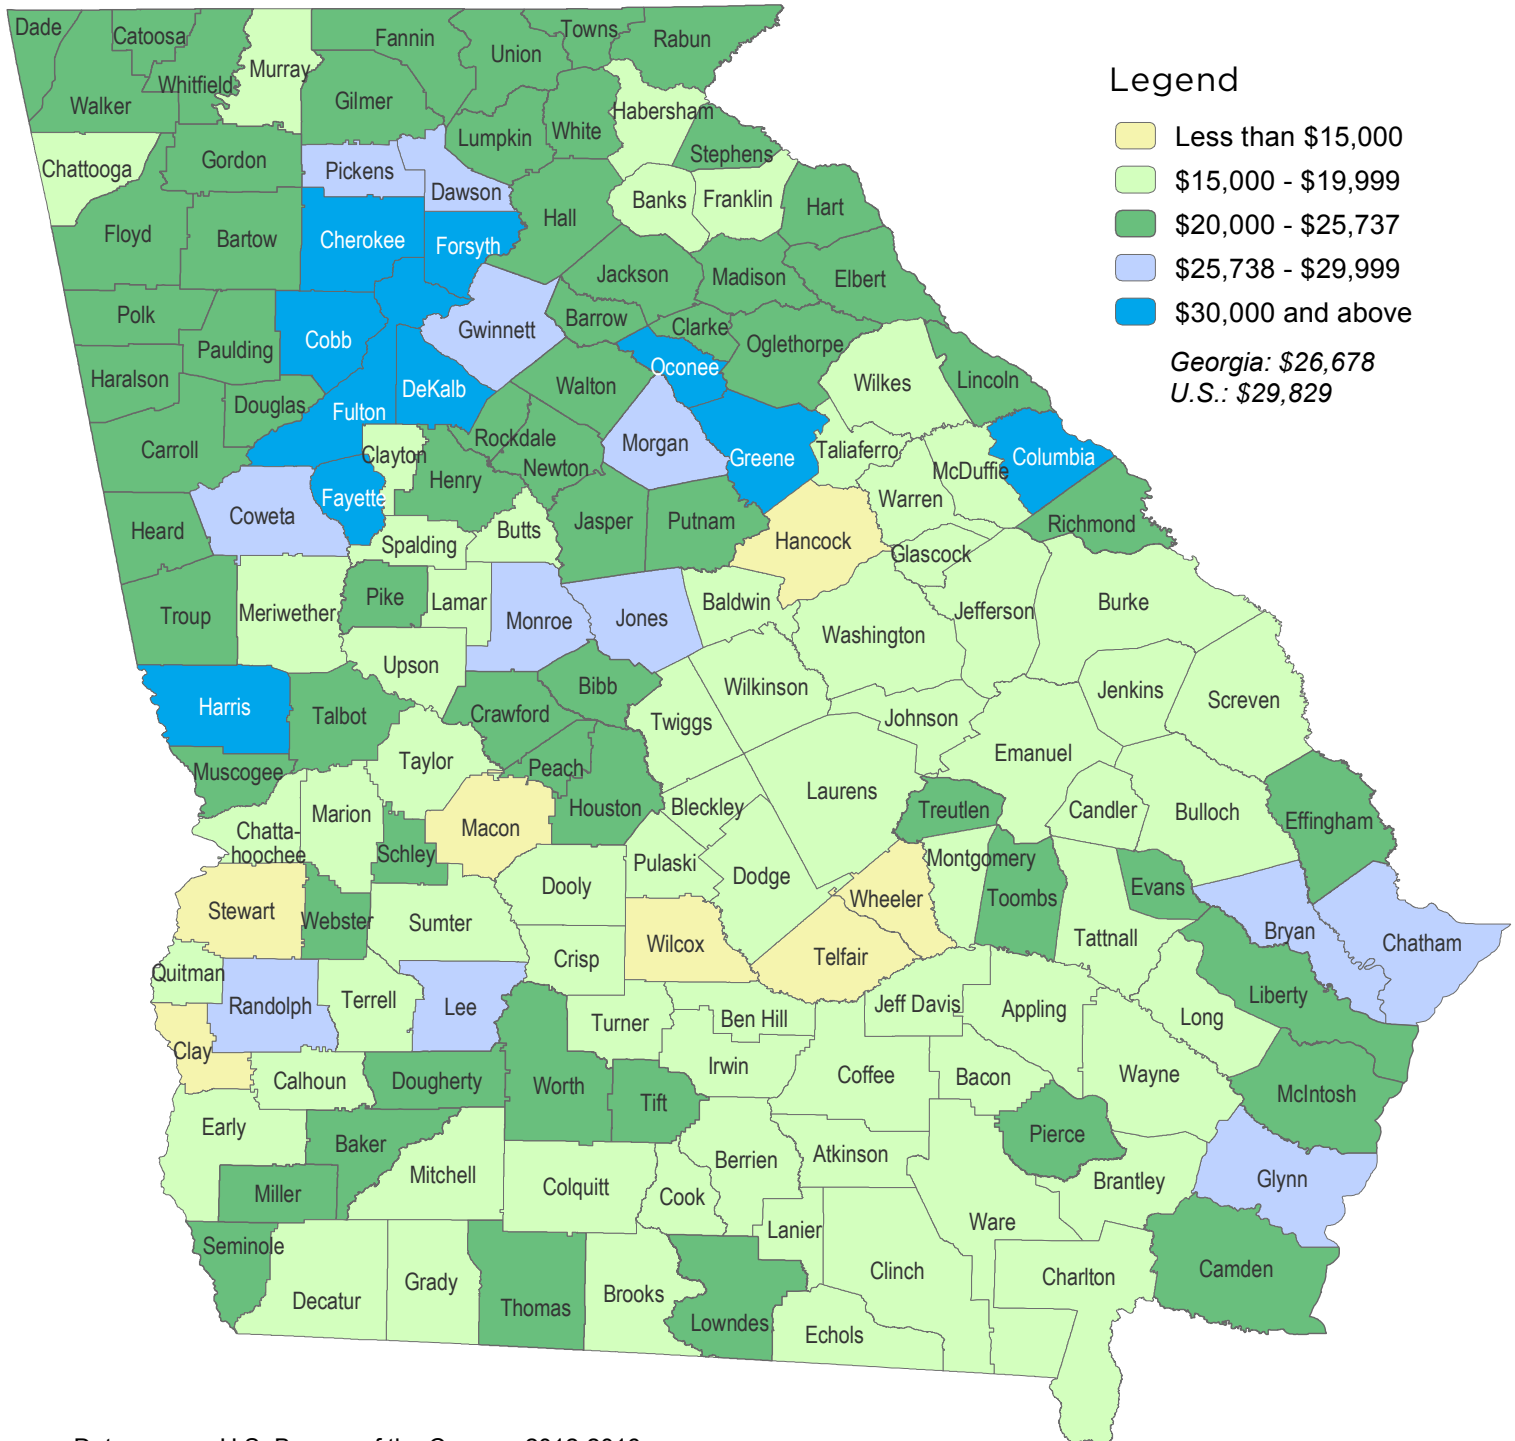 Legend
Less than $15,000
$15,000 - $19,999
$20,000 - $25,737
$25,738 - $29,999
$30,000 and above
Georgia: $26,678
U.S.: $29,829
Dade
Catoosa
Fannin
Towns
Union
Rabun
Murray
Whitfield
Walker
Gilmer
Habersham
Lumpkin
White
Stephens
Chattooga
Gordon
Pickens
Dawson
Banks
Franklin
Hart
Floyd
Bartow
Cherokee
Forsyth
Hall
Jackson
Madison
Elbert
Polk
Paulding
Cobb
Gwinnett
Barrow
Clarke
Oglethorpe
Haralson
Douglas
DeKalb
Walton
Oconee
Wilkes
Lincoln
Fulton
Carroll
Clayton
Rockdale
Newton
Morgan
Greene
Taliaferro
McDuffie
Columbia
Henry
Fayette
Coweta
Heard
Spalding
Butts
Jasper
Putnam
Hancock
Warren
Glascock
Richmond
Troup
Meriwether
Pike
Lamar
Monroe
Jones
Baldwin
Washington
Jefferson
Burke
Upson
Harris
Talbot
Crawford
Bibb
Twiggs
Wilkinson
Johnson
Jenkins
Screven
Emanuel
Muscogee
Taylor
Peach
Houston
Bleckley
Laurens
Treutlen
Candler
Bulloch
Effingham
Chatta-
hoochee
Marion
Macon
Schley
Dooly
Pulaski
Dodge
Wheeler
Montgomery
Toombs
Evans
Stewart
Webster
Sumter
Crisp
Wilcox
Telfair
Tattnall
Bryan
Chatham
Quitman
Randolph
Terrell
Lee
Turner
Ben Hill
Jeff Davis
Appling
Long
Liberty
Clay
Calhoun
Dougherty
Worth
Tift
Irwin
Coffee
Bacon
Wayne
McIntosh
Early
Baker
Mitchell
Colquitt
Berrien
Cook
Atkinson
Pierce
Brantley
Glynn
Miller
Lanier
Ware
Seminole
Decatur
Grady
Thomas
Brooks
Lowndes
Echols
Clinch
Charlton
Camden